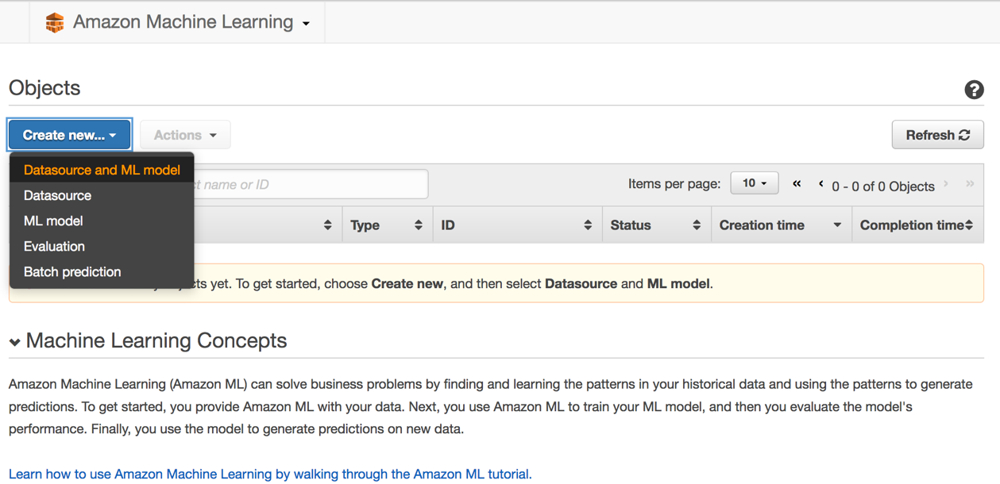 Amazon Machine Learning
Objects
?
Create new...
Actions
Refresh
Datasource and ML model
Datasource
ML model
Evaluation
Batch prediction
name or ID
Items per page:
10
« ‹ 0 - 0 of 0 Objects › »
Type
ID
Status
Creation time
Completion time
yet. To get started, choose Create new, and then select Datasource and ML model.
Machine Learning Concepts
Amazon Machine Learning (Amazon ML) can solve business problems by finding and learning the patterns in your historical data and using the patterns to generate
predictions. To get started, you provide Amazon ML with your data. Next, you use Amazon ML to train your ML model, and then you evaluate the model's
performance. Finally, you use the model to generate predictions on new data.
Learn how to use Amazon Machine Learning by walking through the Amazon ML tutorial.